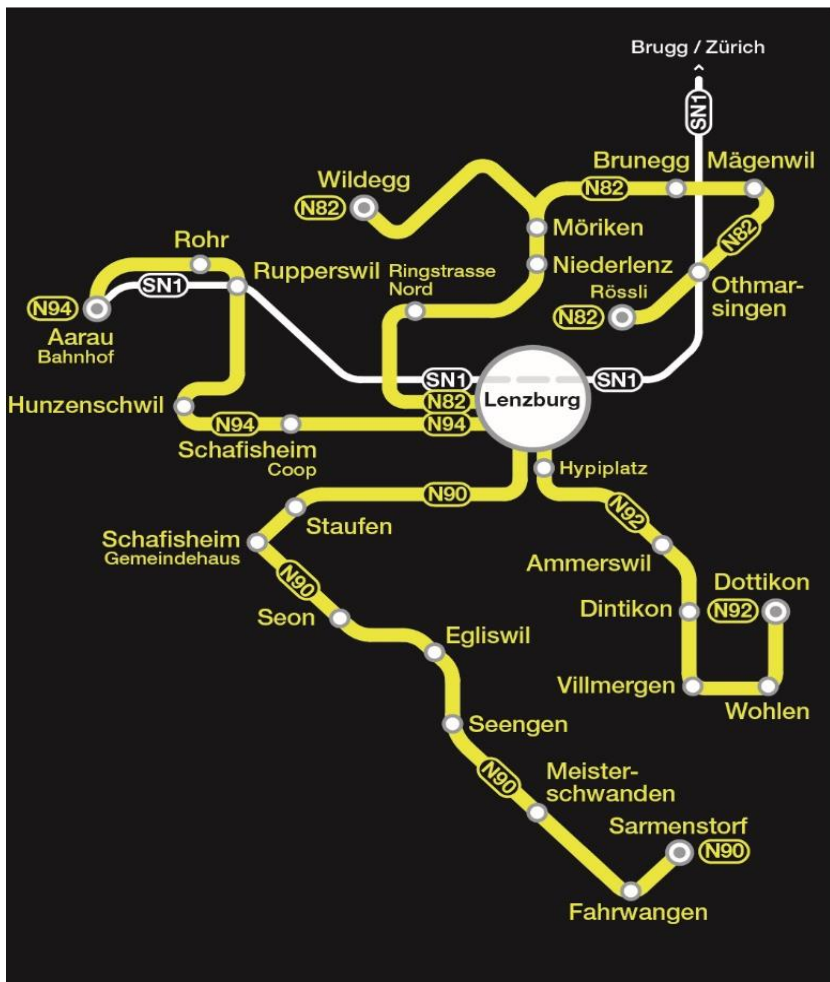 Brugg / Zürich
SN1
Wildegg
N82
Brunegg
Mägenwil
N82
N82
Möriken
Niederlenz
Ringstrasse
Nord
Rohr
Rupperswil
SN1
N94
Aarau
Bahnhof
Rössli
N82
Othmar-
singen
Hunzenschwil
SN1
SN1
N82
Lenzburg
N94
N94
Schafisheim
Coop
Hypiplatz
N90
N92
Staufen
Schafisheim
Gemeindehaus
N90
Ammerswil
Dottikon
Dintikon
N92
Seon
Egliswil
Villmergen
Wohlen
Seengen
N90
Meister-
schwanden
Sarmenstorf
N90
Fahrwangen